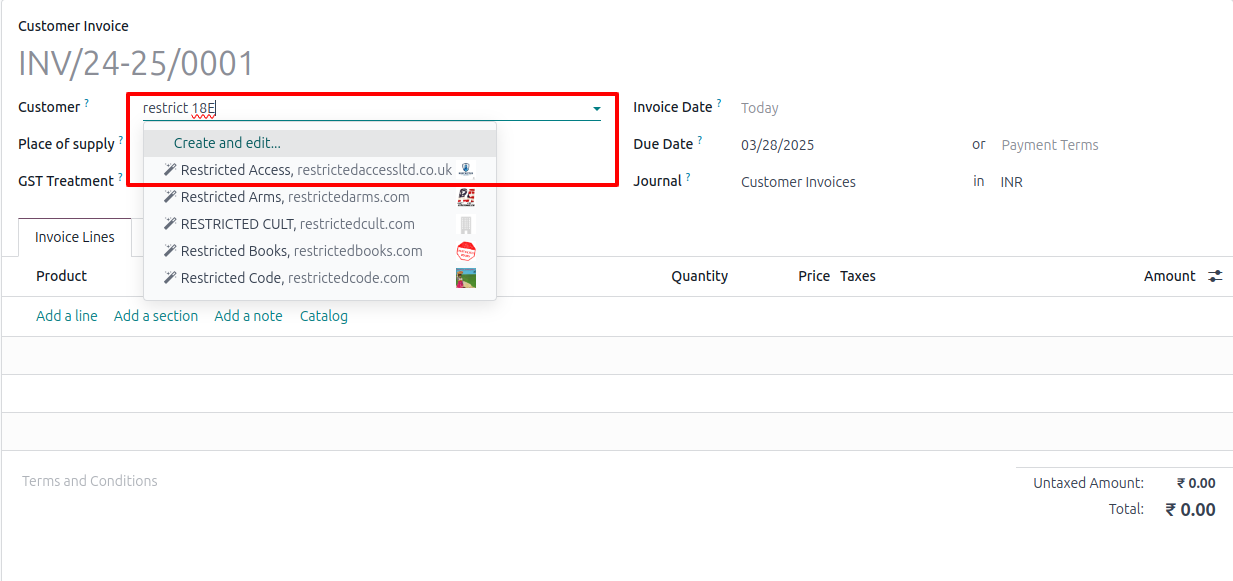 Customer Invoice
INV/24-25/0001
Customer ? restrict 18E Invoice Date ? Today
Place of supply ? Create and edit... Due Date ? 03/28/2025 or Payment Terms
Restricted Access, restrictedaccessltd.co.uk
GST Treatment ? Journal ? Customer Invoices in INR
Restricted Arms, restrictedarms.com
RESTRICTED CULT, restrictedcult.com
Invoice Lines
Restricted Books, restrictedbooks.com
Product Restricted Code, restrictedcode.com Quantity Price Taxes Amount
Add a line Add a section Add a note Catalog
Terms and Conditions
Untaxed Amount: ₹ 0.00
Total: ₹ 0.00